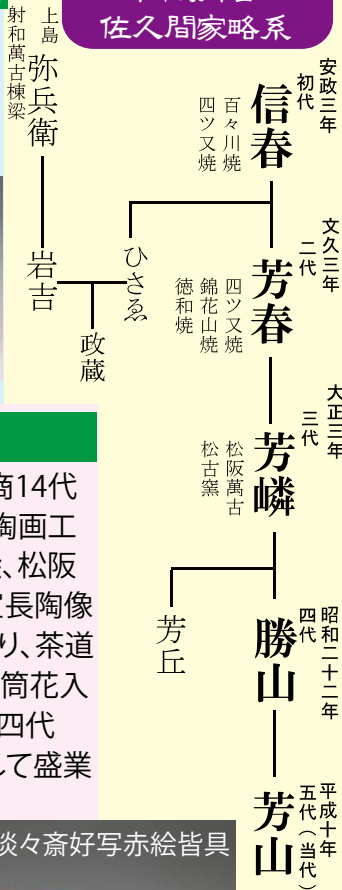 佐久間家略系
安政三年
初代
信春
百々川焼
四ツ又焼
上島
弥兵衛
射和萬古棟梁
ひさゑ
岩吉
政蔵
文久三年
二代
芳春
四ツ又焼
錦花山焼
徳和焼
大正三年
三代
芳嶙
松阪萬古
松古窯
芳丘
昭和二十二年
四代
勝山
平成十年
五代（当代）
芳山
商14代
陶画工
、松阪
長陶像
り、茶道
筒花入
四代
して盛業
淡々斎好写赤絵皆具